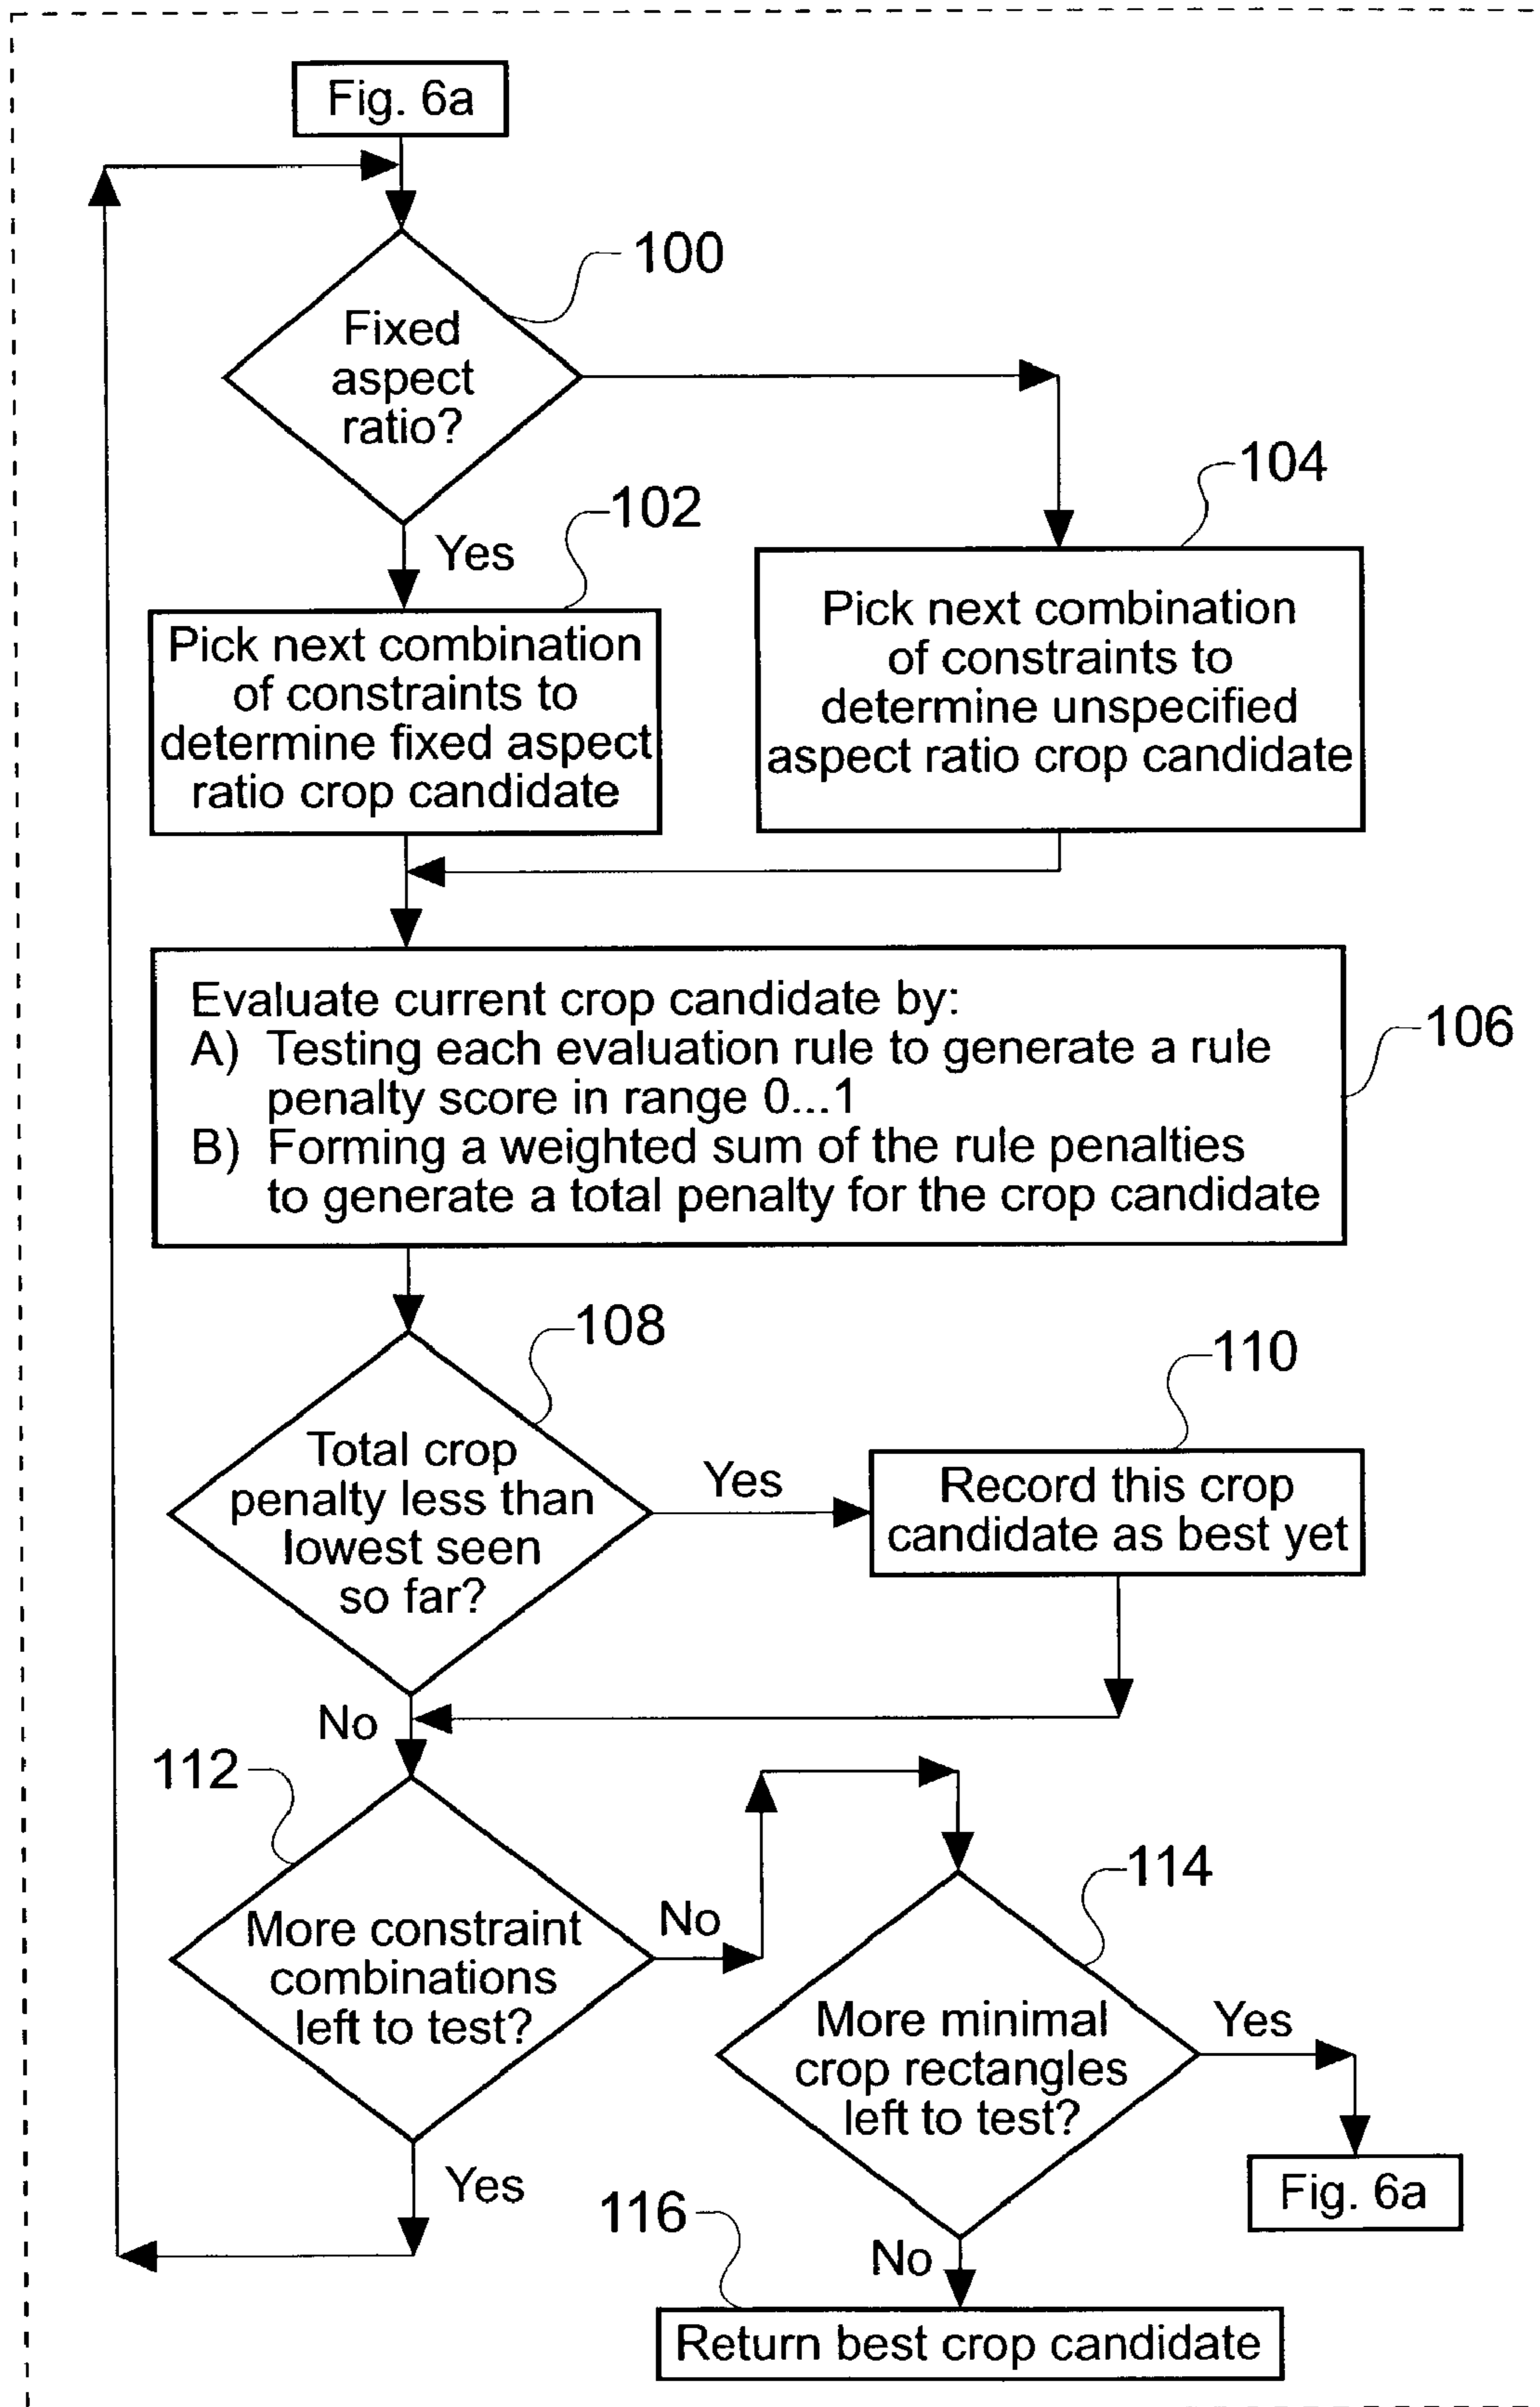 Fig. 6a
100
Fixed
aspect
ratio?
104
102
Yes
Pick next combination
of constraints to
determine fixed aspect
ratio crop candidate
Pick next combination
of constraints to
determine unspecified
aspect ratio crop candidate
Evaluate current crop candidate by:
A) Testing each evaluation rule to generate a rule
penalty score in range 0...1
B) Forming a weighted sum of the rule penalties
to generate a total penalty for the crop candidate
106
108
110
Total crop
penalty less than
lowest seen
so far?
Yes
Record this crop
candidate as best yet
No
112
114
More constraint
combinations
left to test?
No
More minimal
crop rectangles
left to test?
Yes
Yes
Fig. 6a
116
No
Return best crop candidate